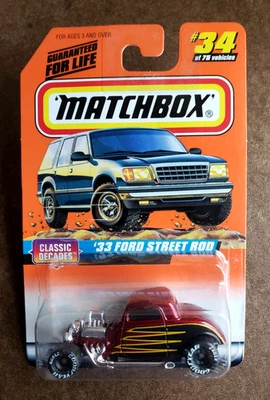 FOR AGES 3 AND OVER
GUARANTEED
FOR LIFE
#34
of 75 vehicles
MATCHBOX®
CLASSIC
DECADES
'33 FORD STREET ROD
GOODYEAR